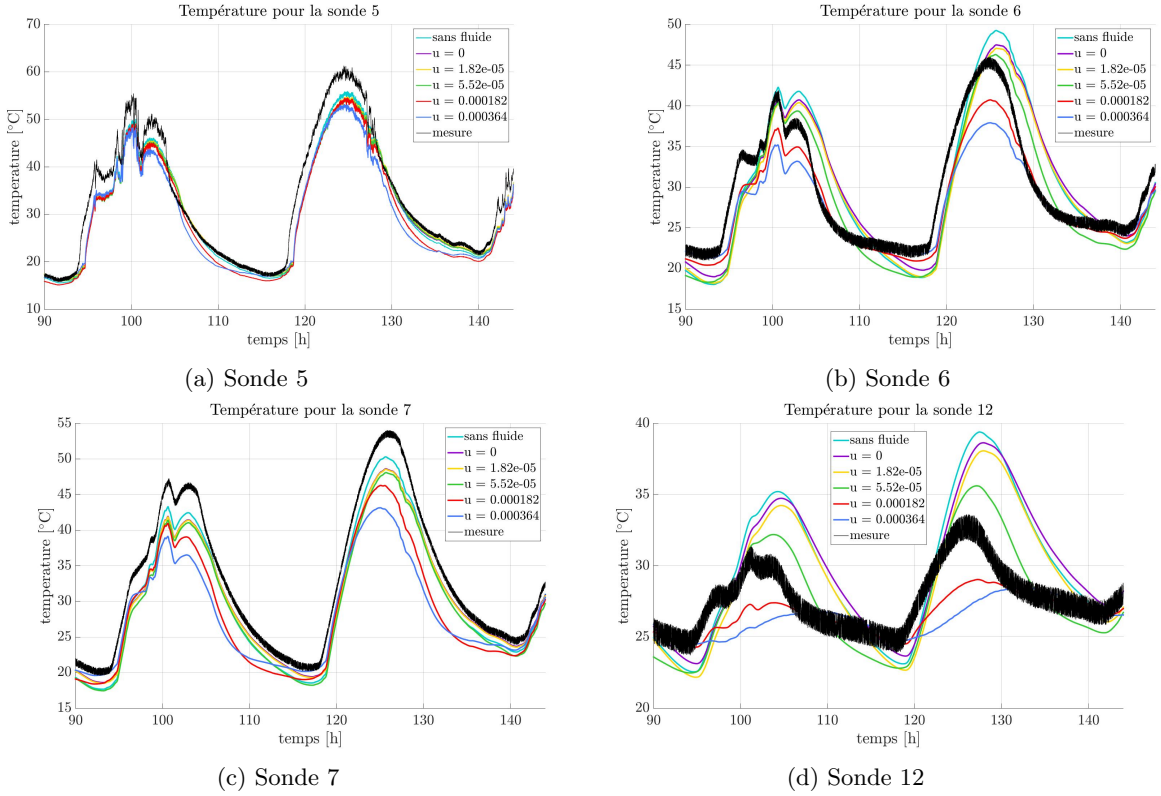 Température pour la sonde 5
temperature [°C]
70
60
50
40
30
20
10
90 100 110 120 130 140
temps [h]
sans fluide
u = 0
u = 1.82e-05
u = 5.52e-05
u = 0.000182
u = 0.000364
mesure
(a) Sonde 5
Température pour la sonde 6
temperature [°C]
50
45
40
35
30
25
20
15
90 100 110 120 130 140
temps [h]
sans fluide
u = 0
u = 1.82e-05
u = 5.52e-05
u = 0.000182
u = 0.000364
mesure
(b) Sonde 6
Température pour la sonde 7
temperature [°C]
55
50
45
40
35
30
25
20
15
90 100 110 120 130 140
temps [h]
sans fluide
u = 0
u = 1.82e-05
u = 5.52e-05
u = 0.000182
u = 0.000364
mesure
(c) Sonde 7
Température pour la sonde 12
temperature [°C]
40
35
30
25
20
90 100 110 120 130 140
temps [h]
sans fluide
u = 0
u = 1.82e-05
u = 5.52e-05
u = 0.000182
u = 0.000364
mesure
(d) Sonde 12